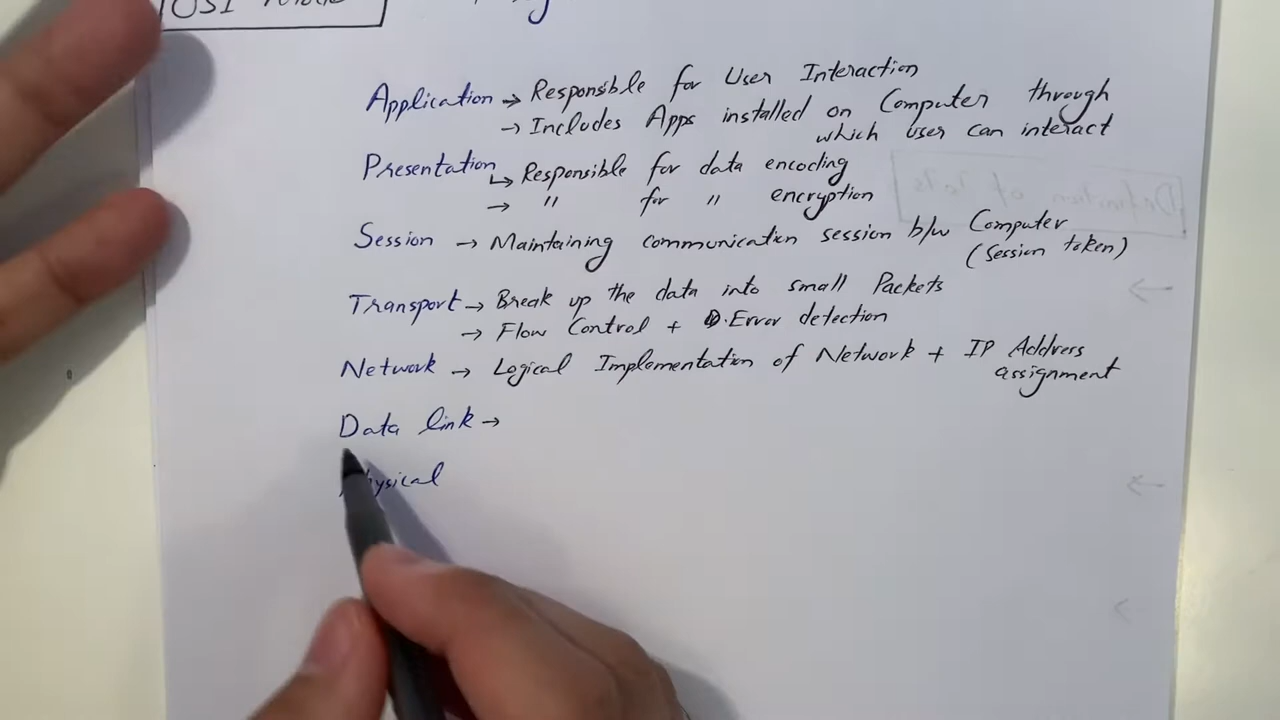 OSI
Application → Responsible for User Interaction
→ Includes Apps installed on Computer through
which user can interact
Presentation
↳ Responsible for data encoding
→ " for " encryption
Session → Maintaining communication session b/w Computer
(Session token)
Transport → Break up the data into small Packets
→ Flow Control + Error detection
Network → Logical Implementation of Network + IP Address
assignment
Data link →
Physical